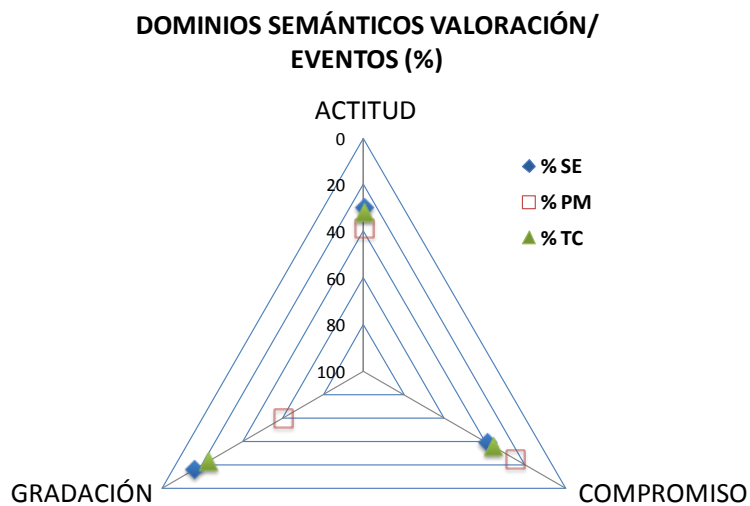 DOMINIOS SEMÁNTICOS VALORACIÓN/
EVENTOS (%)
ACTITUD
0
20
40
60
80
100
% SE
% PM
% TC
GRADACIÓN
COMPROMISO